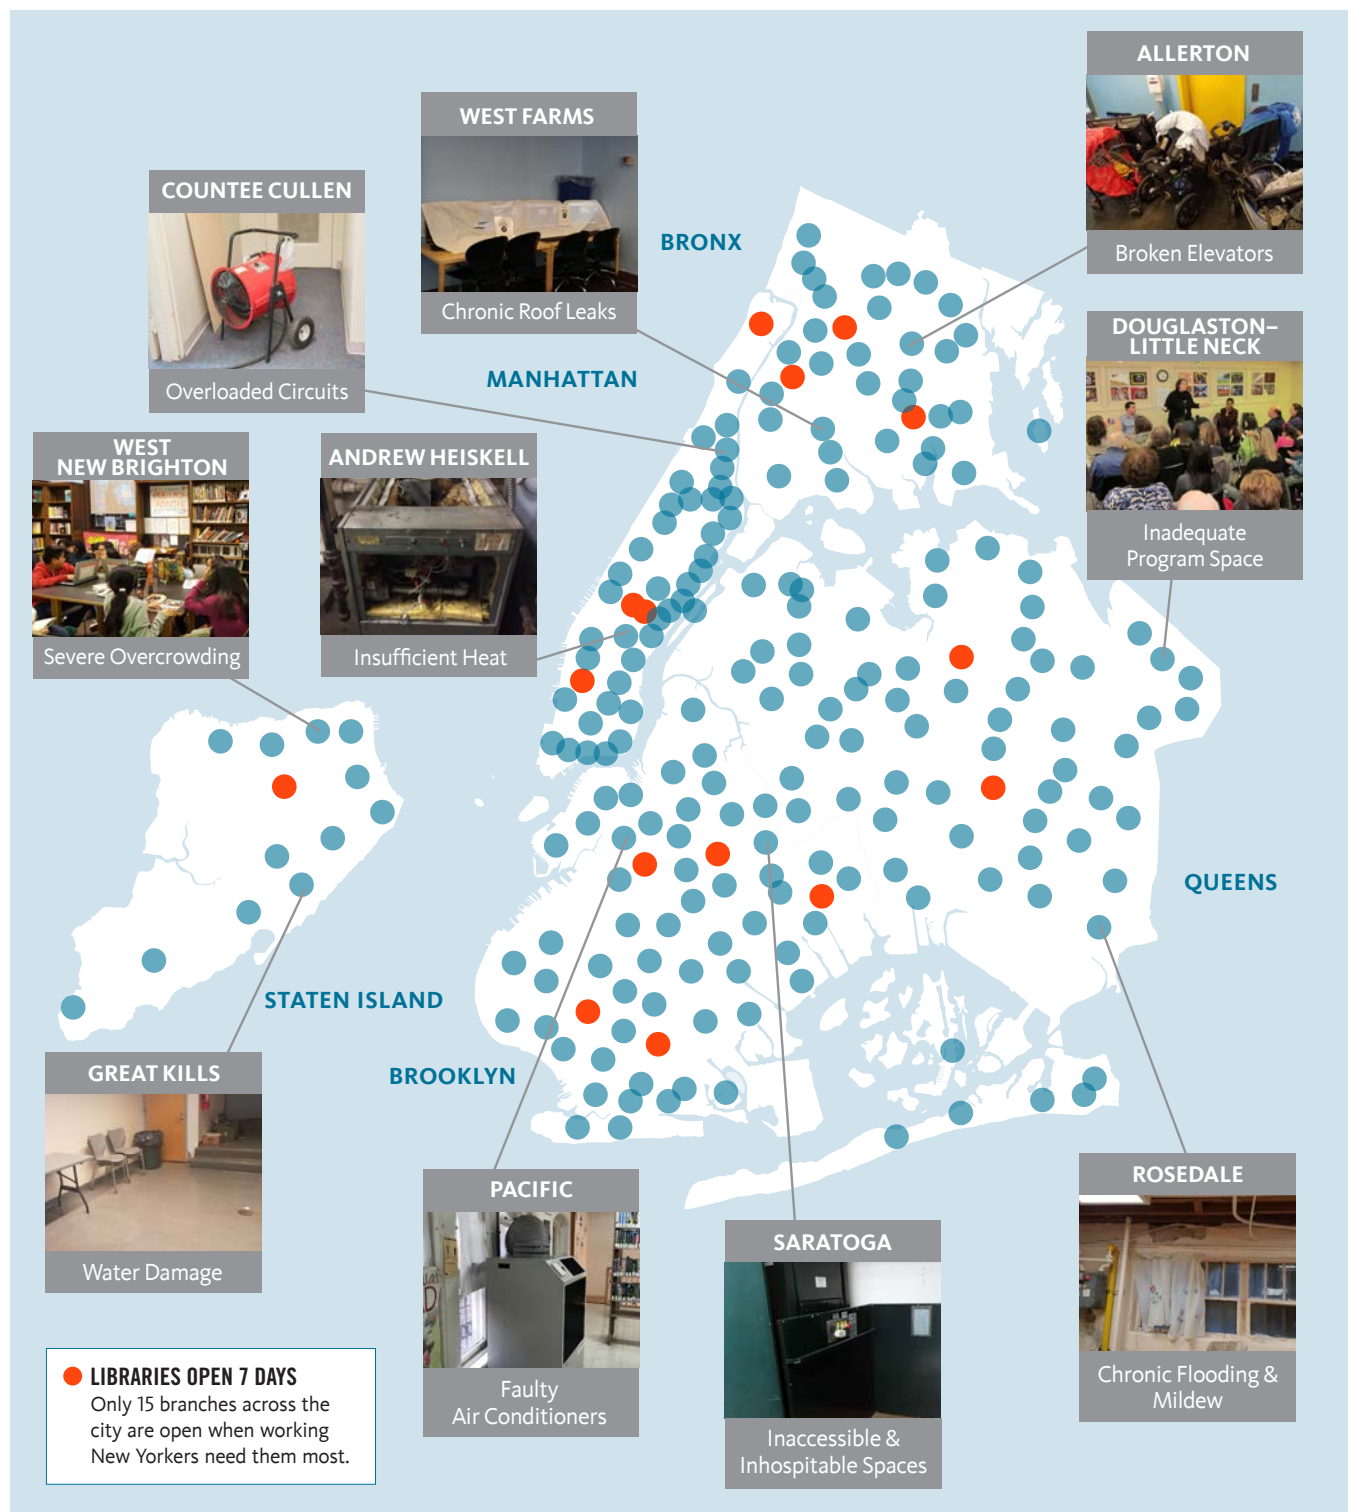 ALLERTON
Broken Elevators
WEST FARMS
Chronic Roof Leaks
COUNTEE CULLEN
Overloaded Circuits
BRONX
MANHATTAN
DOUGLASTON–
LITTLE NECK
Inadequate
Program Space
WEST
NEW BRIGHTON
Severe Overcrowding
ANDREW HEISKELL
Insufficient Heat
QUEENS
STATEN ISLAND
BROOKLYN
GREAT KILLS
Water Damage
PACIFIC
Faulty
Air Conditioners
SARATOGA
Inaccessible &
Inhospitable Spaces
ROSEDALE
Chronic Flooding &
Mildew
LIBRARIES OPEN 7 DAYS
Only 15 branches across the
city are open when working
New Yorkers need them most.